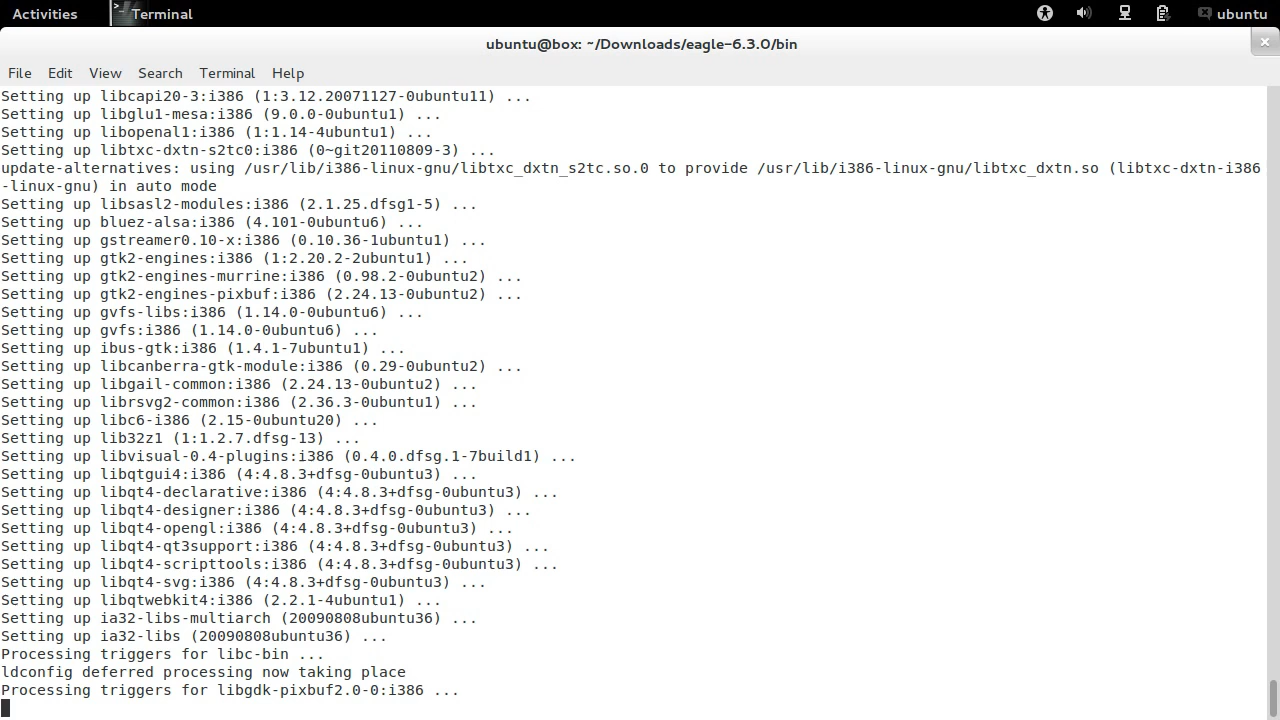 Activities
Terminal
ubuntu
ubuntu@box: ~/Downloads/eagle-6.3.0/bin
File Edit View Search Terminal Help
Setting up libcapi20-3:i386 (1:3.12.20071127-0ubuntu11) ...
Setting up libglu1-mesa:i386 (9.0.0-0ubuntu1) ...
Setting up libopenal1:i386 (1:1.14-4ubuntu1) ...
Setting up libtxc-dxtn-s2tc0:i386 (0~git20110809-3) ...
update-alternatives: using /usr/lib/i386-linux-gnu/libtxc_dxtn_s2tc.so.0 to provide /usr/lib/i386-linux-gnu/libtxc_dxtn.so (libtxc-dxtn-i386
-linux-gnu) in auto mode
Setting up libsasl2-modules:i386 (2.1.25.dfsg1-5) ...
Setting up bluez-alsa:i386 (4.101-0ubuntu6) ...
Setting up gstreamer0.10-x:i386 (0.10.36-1ubuntu1) ...
Setting up gtk2-engines:i386 (1:2.20.2-2ubuntu1) ...
Setting up gtk2-engines-murrine:i386 (0.98.2-0ubuntu2) ...
Setting up gtk2-engines-pixbuf:i386 (2.24.13-0ubuntu2) ...
Setting up gvfs-libs:i386 (1.14.0-0ubuntu6) ...
Setting up gvfs:i386 (1.14.0-0ubuntu6) ...
Setting up ibus-gtk:i386 (1.4.1-7ubuntu1) ...
Setting up libcanberra-gtk-module:i386 (0.29-0ubuntu2) ...
Setting up libgail-common:i386 (2.24.13-0ubuntu2) ...
Setting up librsvg2-common:i386 (2.36.3-0ubuntu1) ...
Setting up libc6-i386 (2.15-0ubuntu20) ...
Setting up lib32z1 (1:1.2.7.dfsg-13) ...
Setting up libvisual-0.4-plugins:i386 (0.4.0.dfsg.1-7build1) ...
Setting up libqtgui4:i386 (4:4.8.3+dfsg-0ubuntu3) ...
Setting up libqt4-declarative:i386 (4:4.8.3+dfsg-0ubuntu3) ...
Setting up libqt4-designer:i386 (4:4.8.3+dfsg-0ubuntu3) ...
Setting up libqt4-opengl:i386 (4:4.8.3+dfsg-0ubuntu3) ...
Setting up libqt4-qt3support:i386 (4:4.8.3+dfsg-0ubuntu3) ...
Setting up libqt4-scripttools:i386 (4:4.8.3+dfsg-0ubuntu3) ...
Setting up libqt4-svg:i386 (4:4.8.3+dfsg-0ubuntu3) ...
Setting up libqtwebkit4:i386 (2.2.1-4ubuntu1) ...
Setting up ia32-libs-multiarch (20090808ubuntu36) ...
Setting up ia32-libs (20090808ubuntu36) ...
Processing triggers for libc-bin ...
ldconfig deferred processing now taking place
Processing triggers for libgdk-pixbuf2.0-0:i386 ...